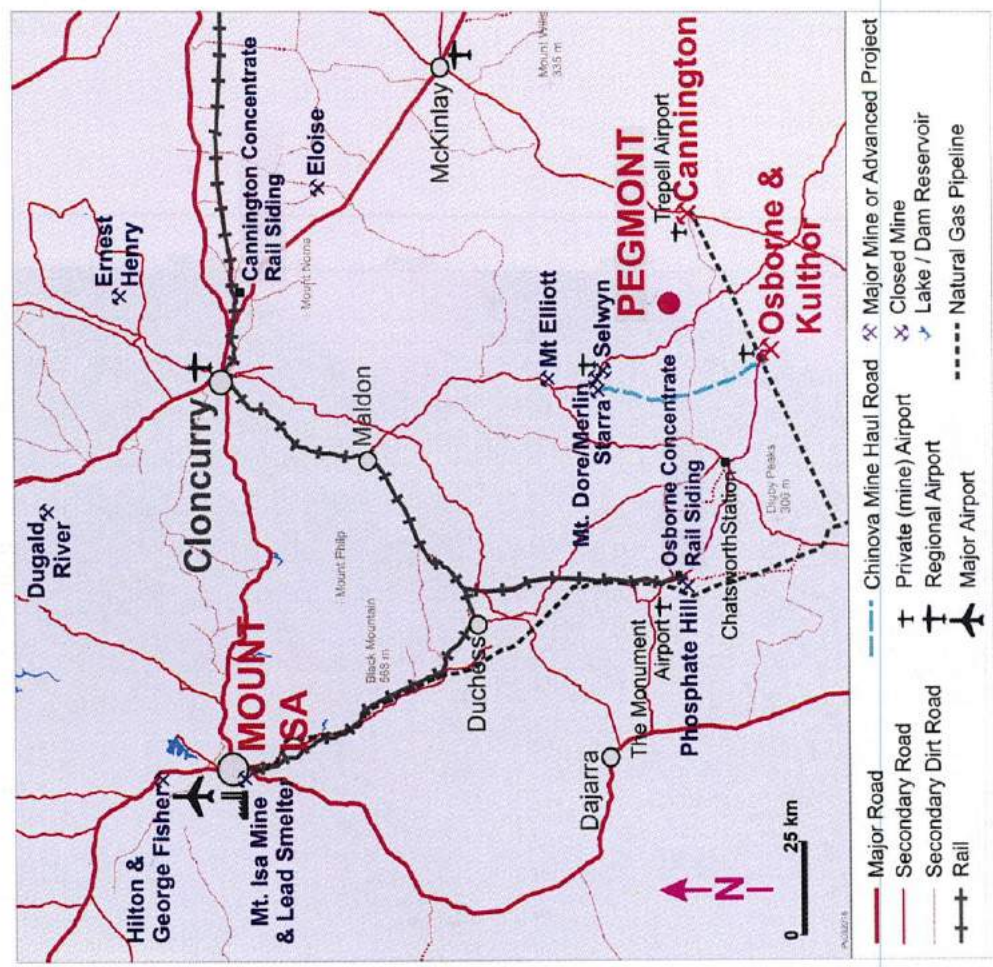 Dugald
River
Ernest
Henry
Hilton &
George Fisher
MOUNT
ISA
Mt. Isa Mine
& Lead Smelter
Cloncurry
Cannington Concentrate
Rail Siding
Mount Norna
Eloise
Mount Philp
Black Mountain
568 m
Maldon
McKinlay
Duchess
Mt Elliott
Mount
335 m
Mt. Dore/Merlin
Starra
Selwyn
Dajarra
The Monument
Airport
Phosphate Hill
Osborne Concentrate
Rail Siding
PEGMONT
Trepell Airport
Cannington
Chatsworth Station
Digby Peaks
309 m
Osborne &
Kulthor
N
0
25 km
Major Road
Secondary Road
Secondary Dirt Road
Rail
Chinova Mine Haul Road
Private (mine) Airport
Regional Airport
Major Airport
Major Mine or Advanced Project
Closed Mine
Lake / Dam Reservoir
Natural Gas Pipeline